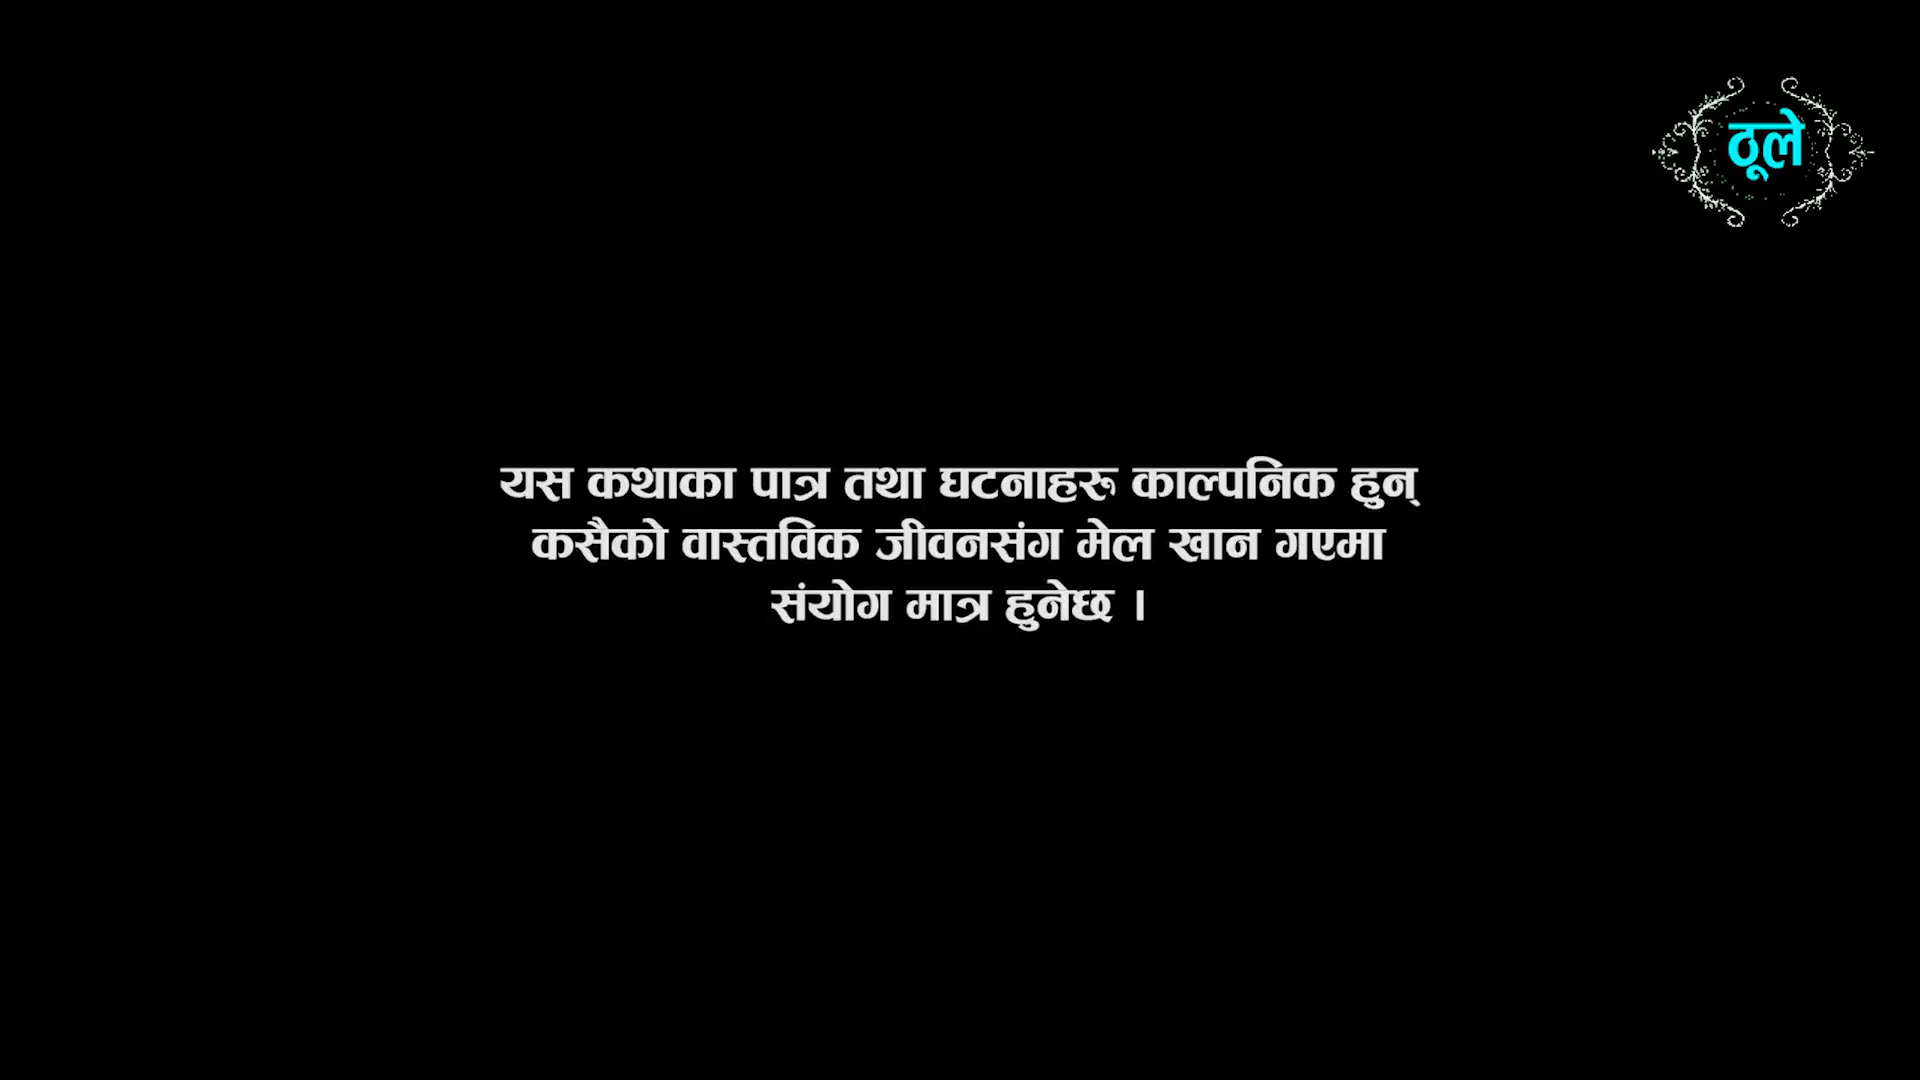 ठूले
यस कथाका पात्र तथा घटनाहरू काल्पनिक हुन्
कसैको वास्तविक जीवनसंग मेल खान गएमा
संयोग मात्र हुनेछ ।